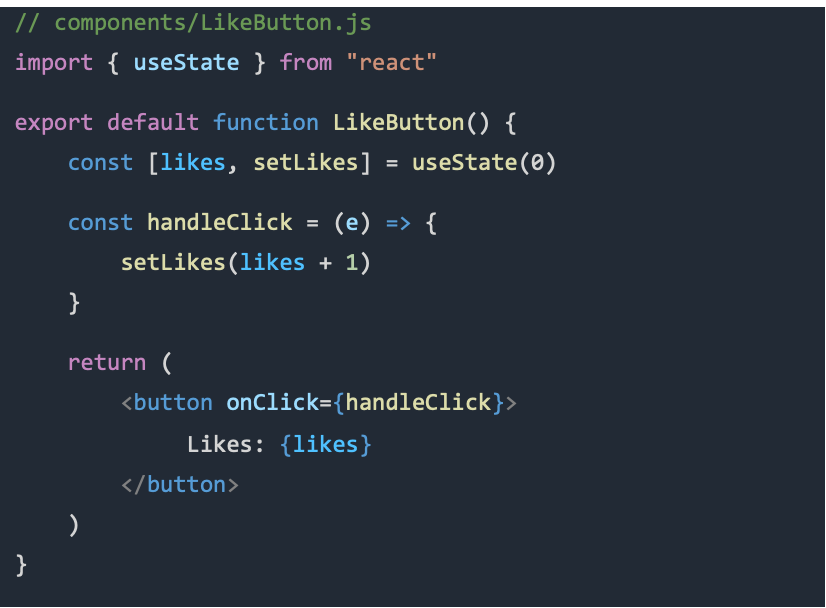 // components/LikeButton.js
import { useState } from "react"
export default function LikeButton() {
    const [likes, setLikes] = useState(0)
    const handleClick = (e) => {
        setLikes(likes + 1)
    }
    return (
        <button onClick={handleClick}>
             Likes: {likes}
        </button>
    )
}